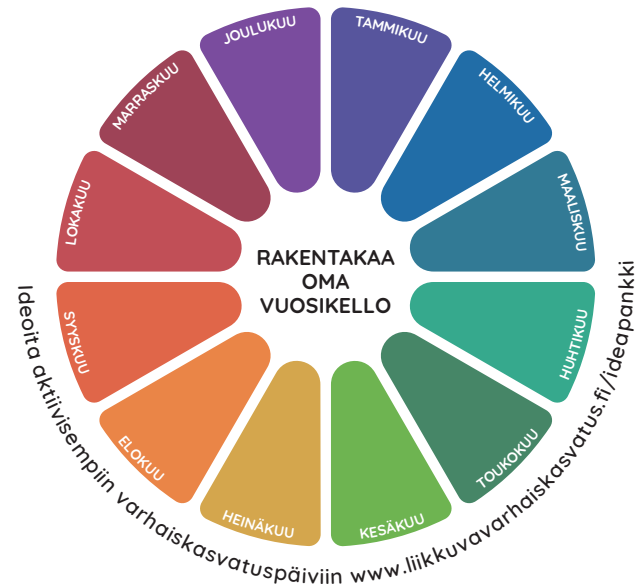 TAMMIKUU
HELMIKUU
MAALISKUU
HUHTIKUU
TOUKOKUU
KESÄKUU
HEINÄKUU
ELOKUU
SYYSKUU
LOKAKUU
MARRASKUU
JOULUKUU
RAKENTAKAA
OMA
VUOSIKELLO
Ideoita aktiivisempiin varhaiskasvatuspäiviin www.liikkuvavarhaiskasvatus.fi/ideapankki